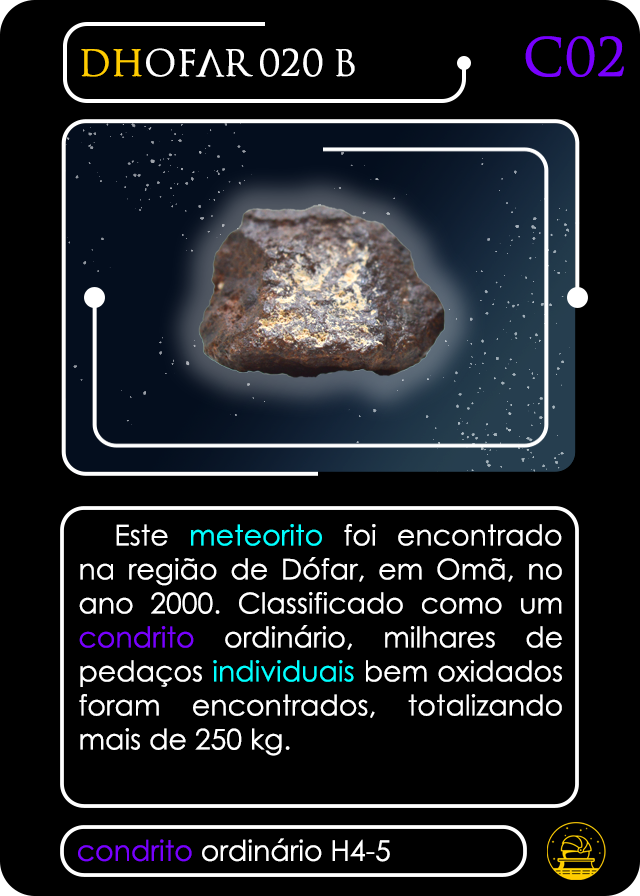 DHOFAR 020 B
C02
Este meteorito foi encontrado
na região de Dófar, em Omã, no
ano 2000. Classificado como um
condrito ordinário, milhares de
pedaços individuais bem oxidados
foram encontrados, totalizando
mais de 250 kg.
condrito ordinário H4-5